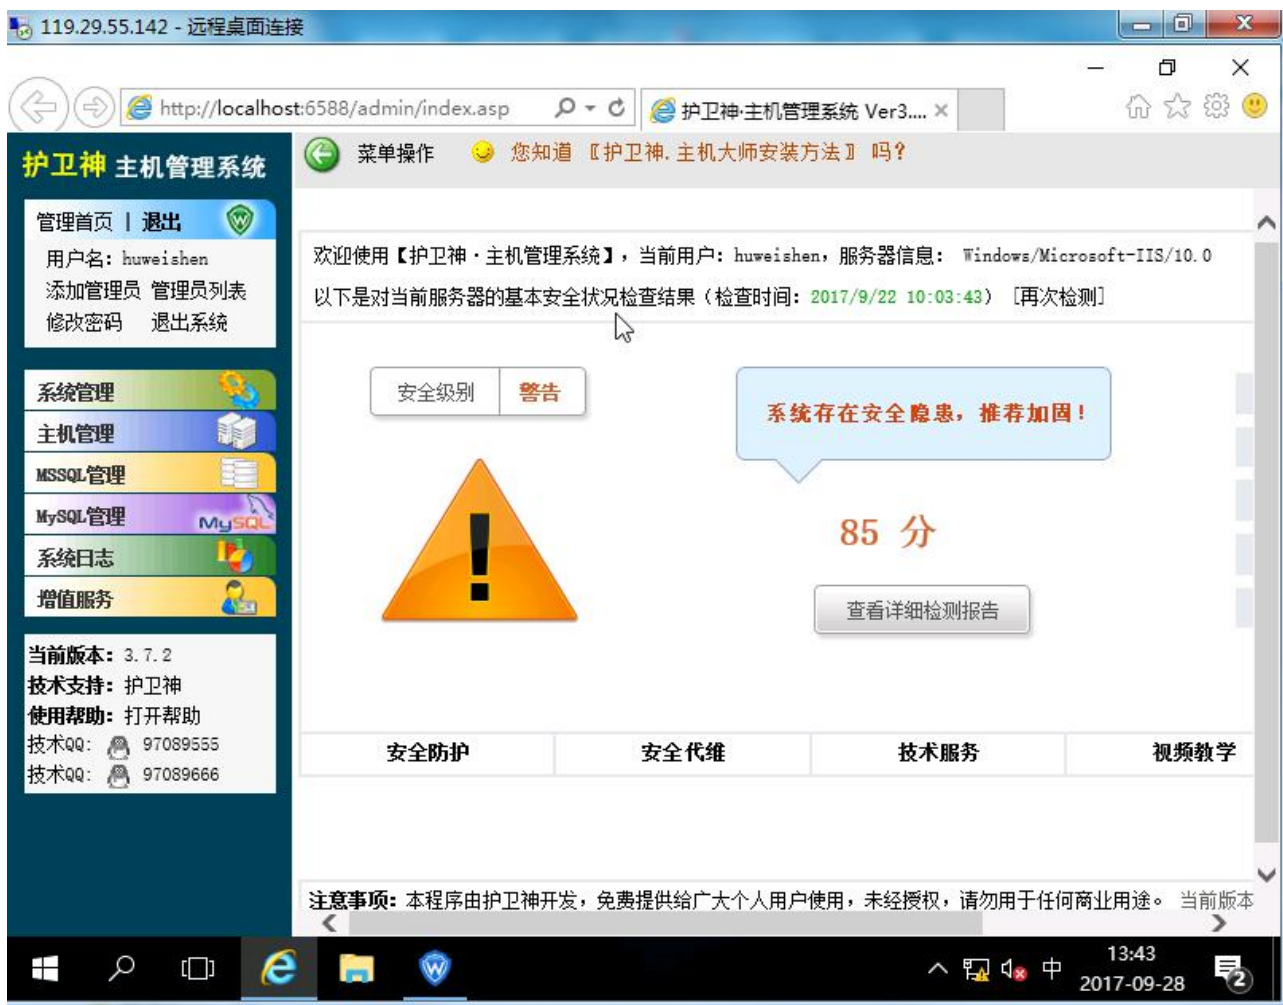 119.29.55.142 - 远程桌面连接
http://localhost:6588/admin/index.asp
护卫神·主机管理系统 Ver3....
护卫神 主机管理系统
菜单操作 您知道〖护卫神.主机大师安装方法〗吗？
管理首页 | 退出
用户名：huweishen
添加管理员 管理员列表
修改密码 退出系统
系统管理
主机管理
MSSQL管理
MySQL管理
MySQL
系统日志
增值服务
当前版本：3.7.2
技术支持：护卫神
使用帮助：打开帮助
技术QQ： 97089555
技术QQ： 97089666
欢迎使用【护卫神·主机管理系统】，当前用户：huweishen，服务器信息： Windows/Microsoft-IIS/10.0
以下是对当前服务器的基本安全状况检查结果（检查时间：2017/9/22 10:03:43） [再次检测]
安全级别 警告
系统存在安全隐患，推荐加固！
85 分
查看详细检测报告
安全防护 安全代维 技术服务 视频教学
注意事项：本程序由护卫神开发，免费提供给广大个人用户使用，未经授权，请勿用于任何商业用途。 当前版本
中
13:43
2017-09-28
2